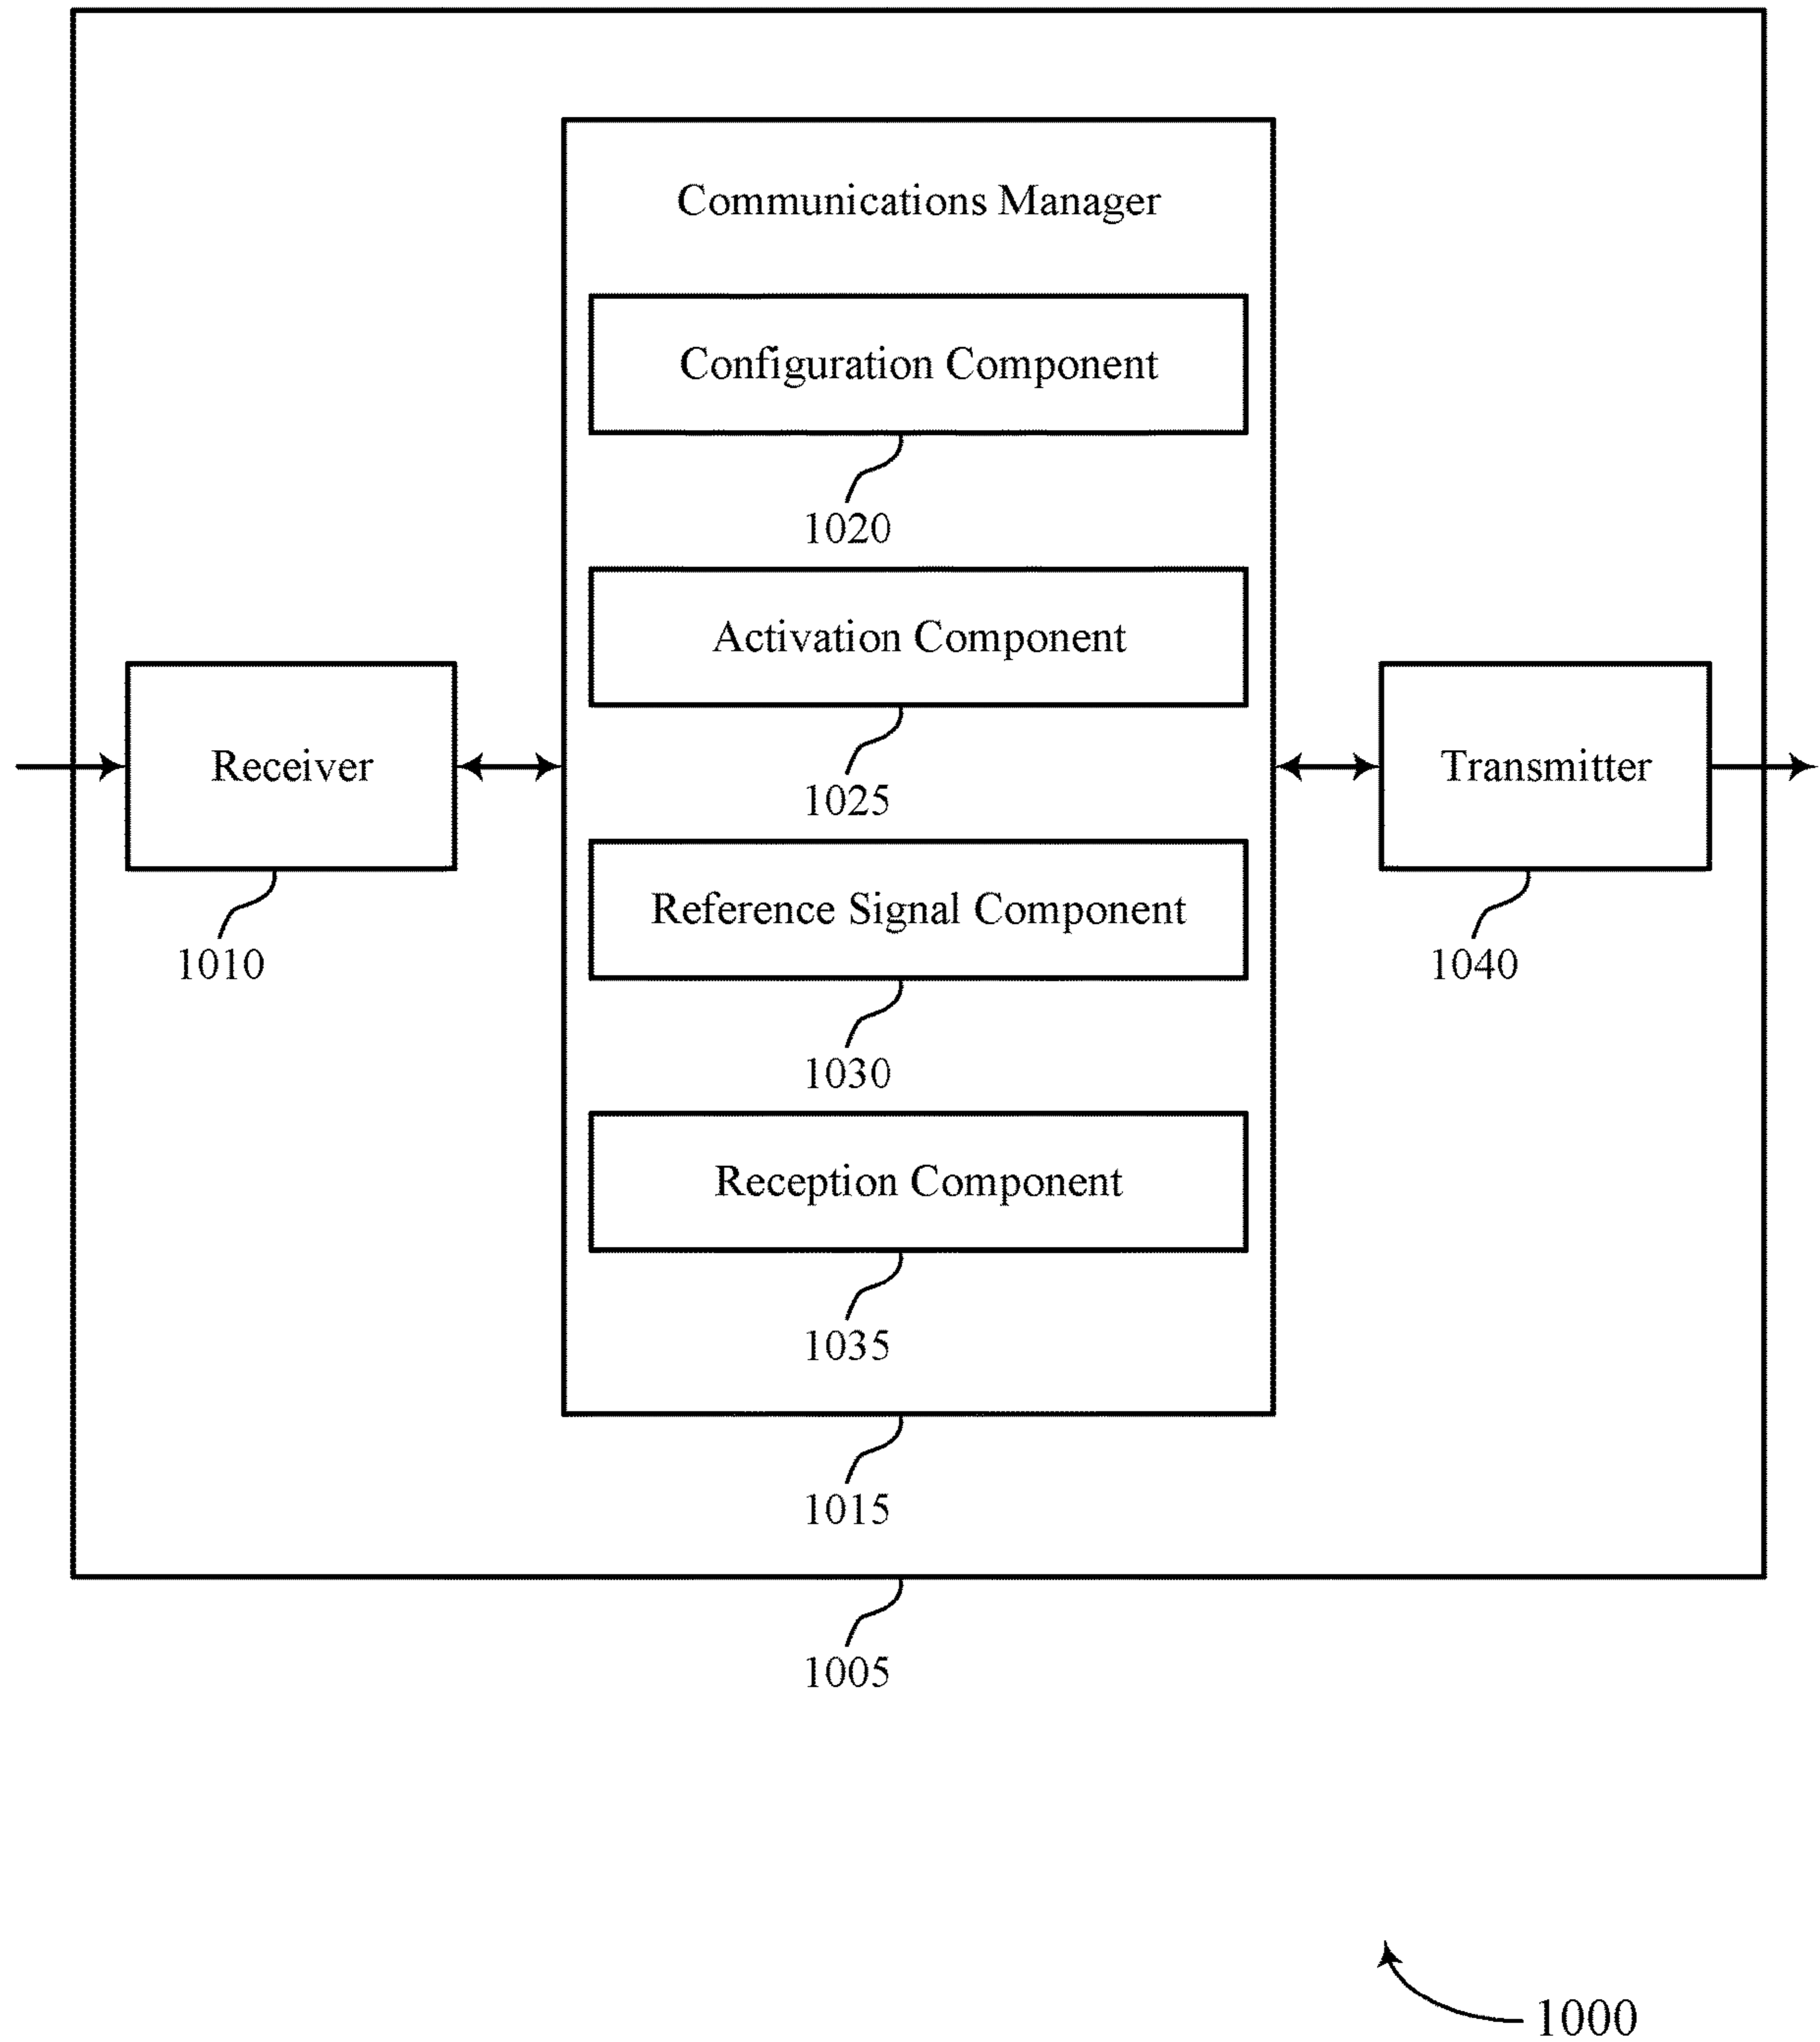 Communications Manager
Configuration Component
1020
Activation Component
1025
Receiver
1010
Transmitter
1040
Reference Signal Component
1030
Reception Component
1035
1015
1005
1000